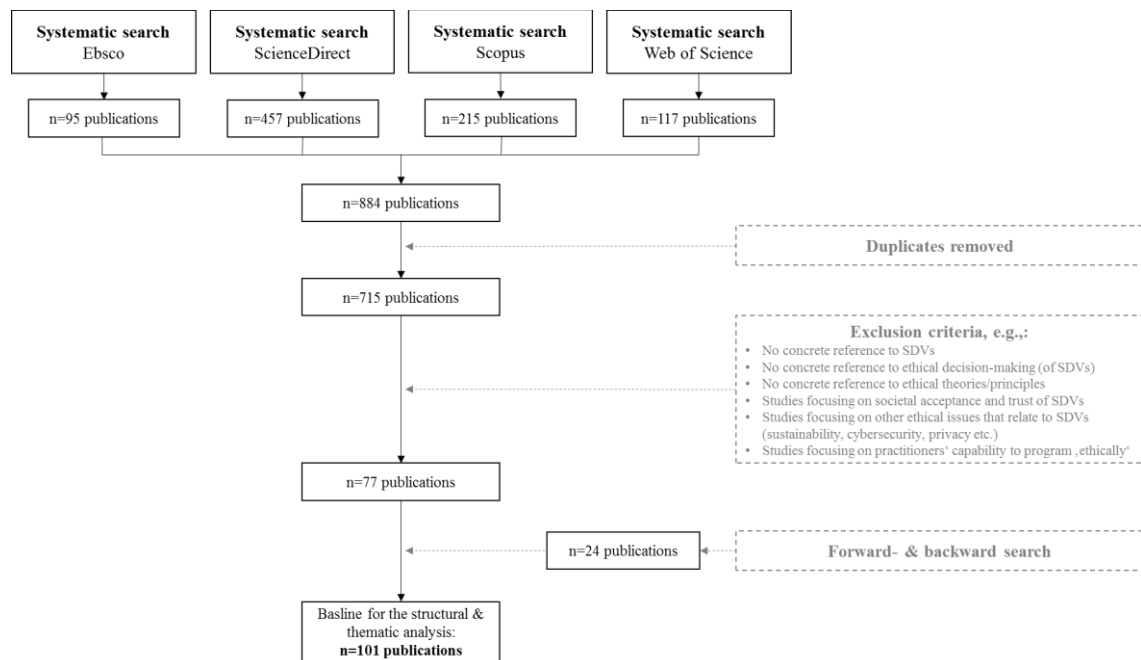 Systematic search
Ebsco
Systematic search
ScienceDirect
Systematic search
Scopus
Systematic search
Web of Science
n=95 publications
n=457 publications
n=215 publications
n=117 publications
n=884 publications
Duplicates removed
n=715 publications
Exclusion criteria, e.g.,:
• No concrete reference to SDVs
• No concrete reference to ethical decision-making (of SDVs)
• No concrete reference to ethical theories/principles
• Studies focusing on societal acceptance and trust of SDVs
• Studies focusing on other ethical issues that relate to SDVs
(sustainability, cybersecurity, privacy etc.)
• Studies focusing on practitioners‘ capability to program „ethically‘
n=77 publications
n=24 publications
Forward- & backward search
Basline for the structural &
thematic analysis:
n=101 publications